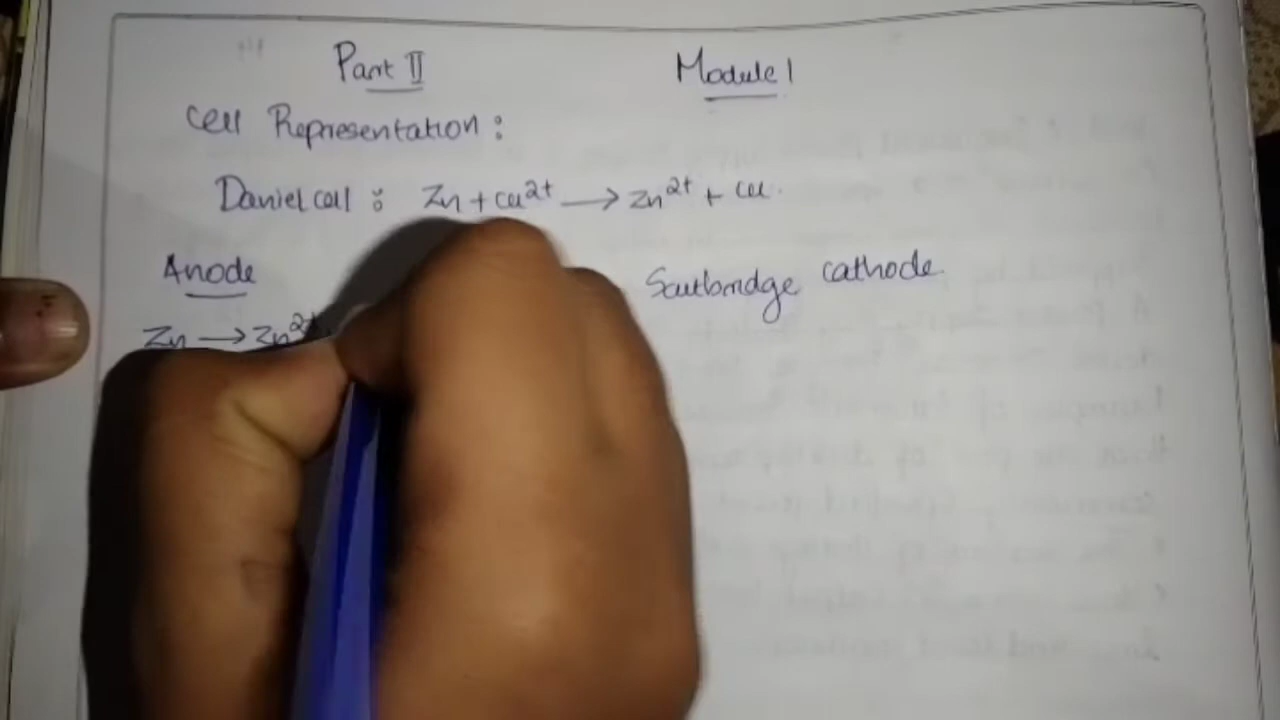 Part II Module 1
Cell Representation :
Daniel cell : Zn + Cu²⁺ → Zn²⁺ + Cu.
Anode Saltbridge cathode
Zn → Zn²⁺